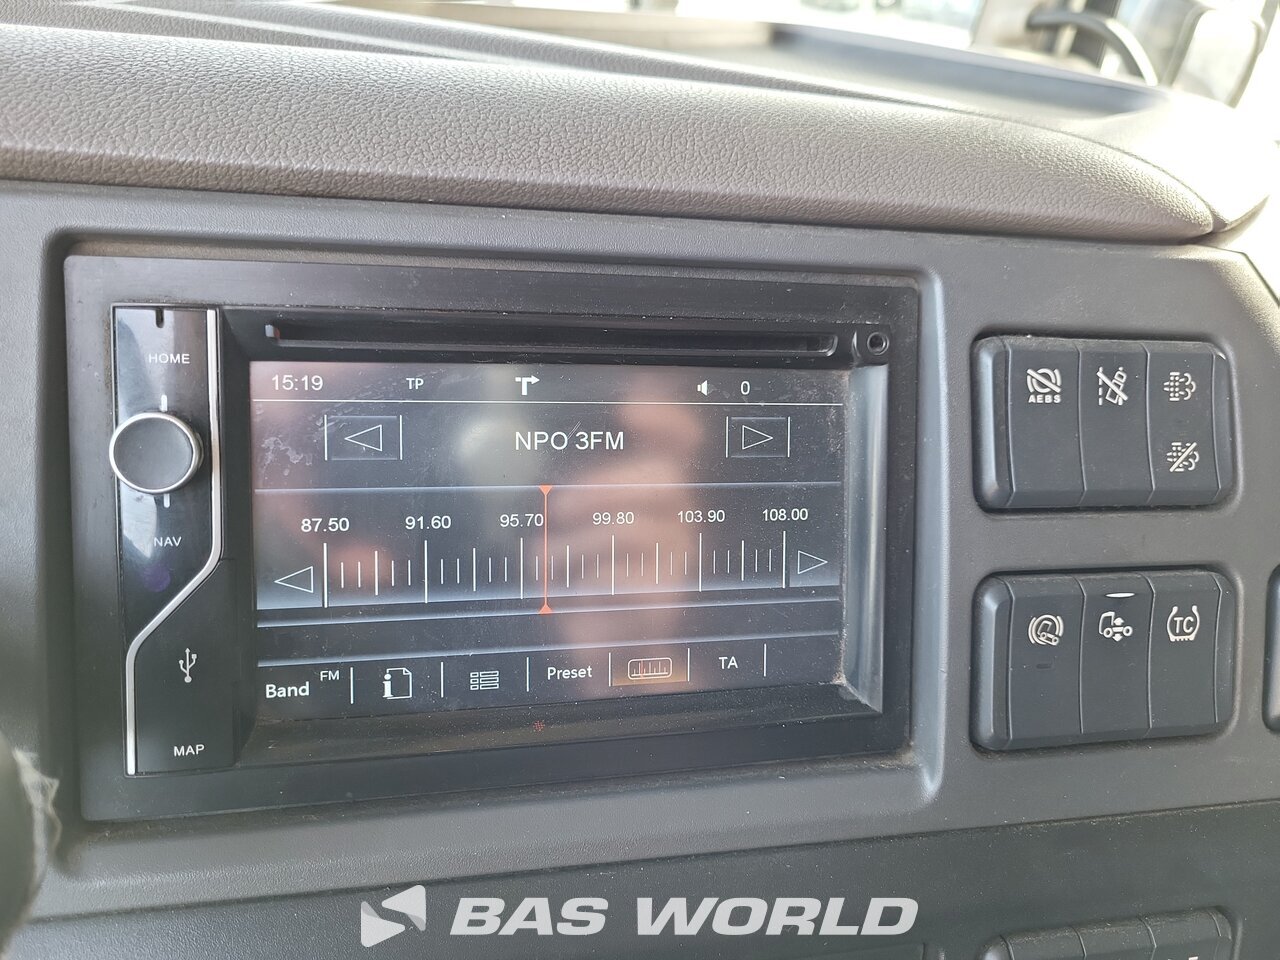 HOME
15:19 TP 0
NPO 3FM
AEBS
87.50 91.60 95.70 99.80 103.90 108.00
NAV
TC
Band FM Preset TA
MAP
BAS WORLD